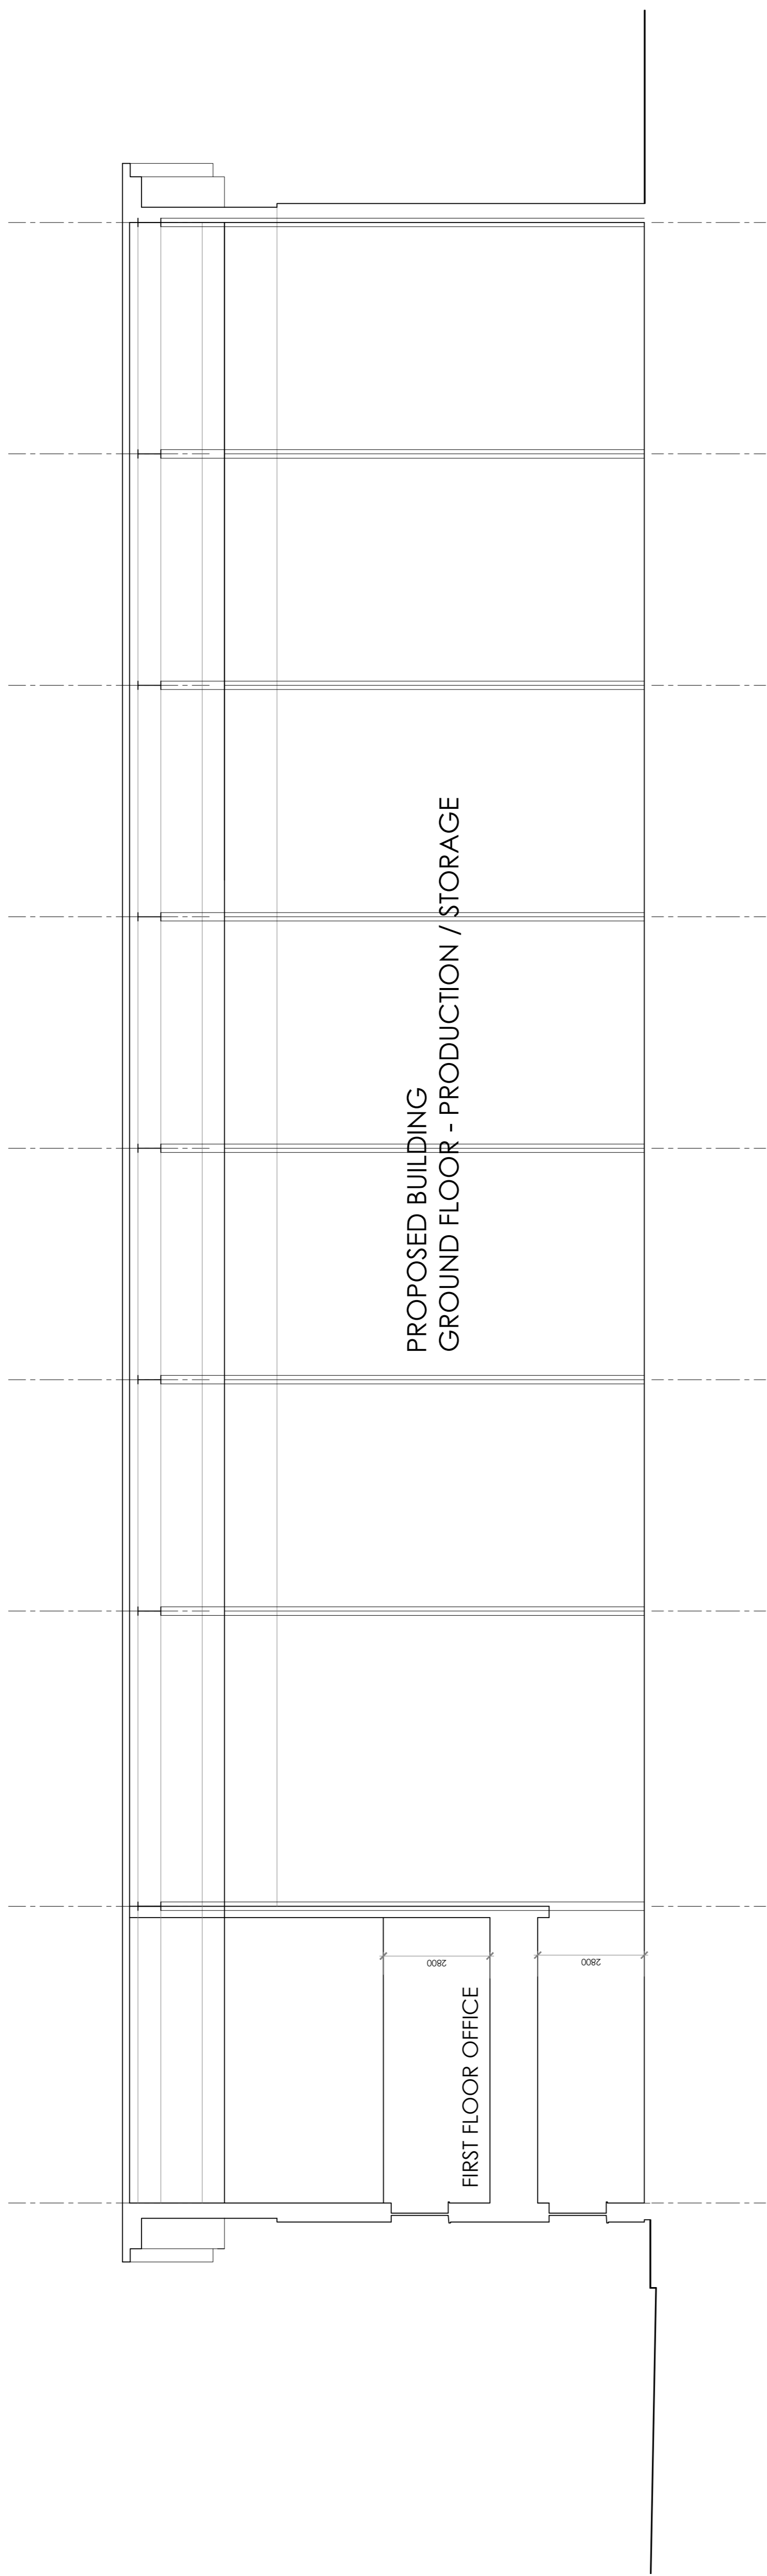 PROPOSED BUILDING
GROUND FLOOR - PRODUCTION / STORAGE
FIRST FLOOR OFFICE
2800
2800